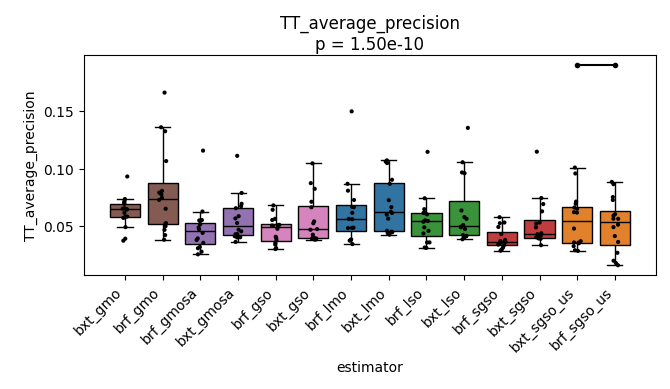 TT_average_precision
p = 1.50e-10
TT_average_precision
0.15
0.10
0.05
bxt_gmo
brf_gmo
brf_gmosa
bxt_gmosa
brf_gso
bxt_gso
brf_lmo
bxt_lmo
brf_lso
bxt_lso
brf_sgso
bxt_sgso
bxt_sgso_us
brf_sgso_us
estimator